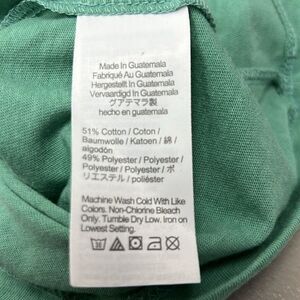 Made In Guatemala
Fabriqué Au Guatemala
Hergestellt In Guatemala
Vervaardigd In Guatemala
グアテマラ製
hecho en guatemala
51% Cotton / Coton /
Baumwolle / Katoen / 綿 /
algodón
49% Polyester / Polyester /
Polyester / Polyester / ポ
リエステル / poliéster
Machine Wash Cold With Like
Colors. Non-Chlorine Bleach
Only. Tumble Dry Low. Iron on
Lowest Setting.